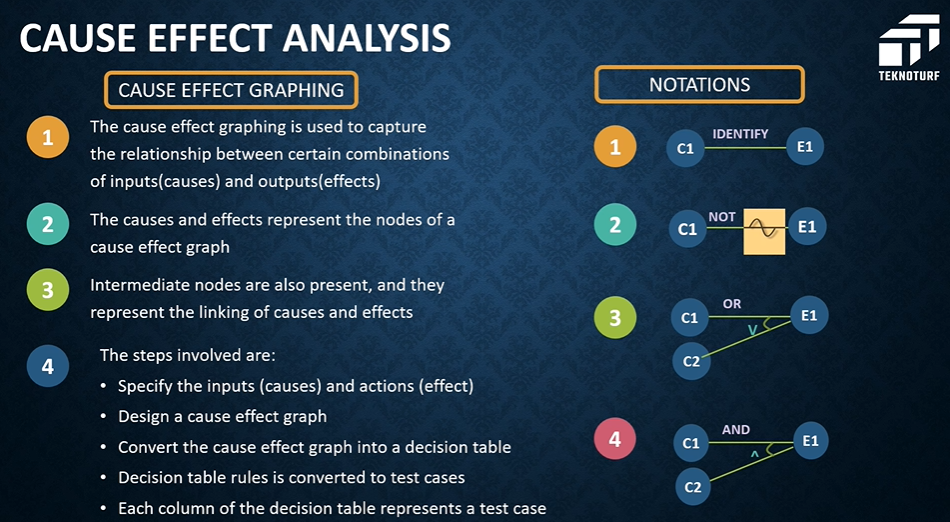 CAUSE EFFECT ANALYSIS
TEKNOTURF
CAUSE EFFECT GRAPHING
1
The cause effect graphing is used to capture
the relationship between certain combinations
of inputs(causes) and outputs(effects)
2
The causes and effects represent the nodes of a
cause effect graph
3
Intermediate nodes are also present, and they
represent the linking of causes and effects
4
The steps involved are:
• Specify the inputs (causes) and actions (effect)
• Design a cause effect graph
• Convert the cause effect graph into a decision table
• Decision table rules is converted to test cases
• Each column of the decision table represents a test case
NOTATIONS
1
C1 IDENTIFY E1
2
C1 NOT E1
3
C1 OR E1
V
C2
4
C1 AND E1
^
C2